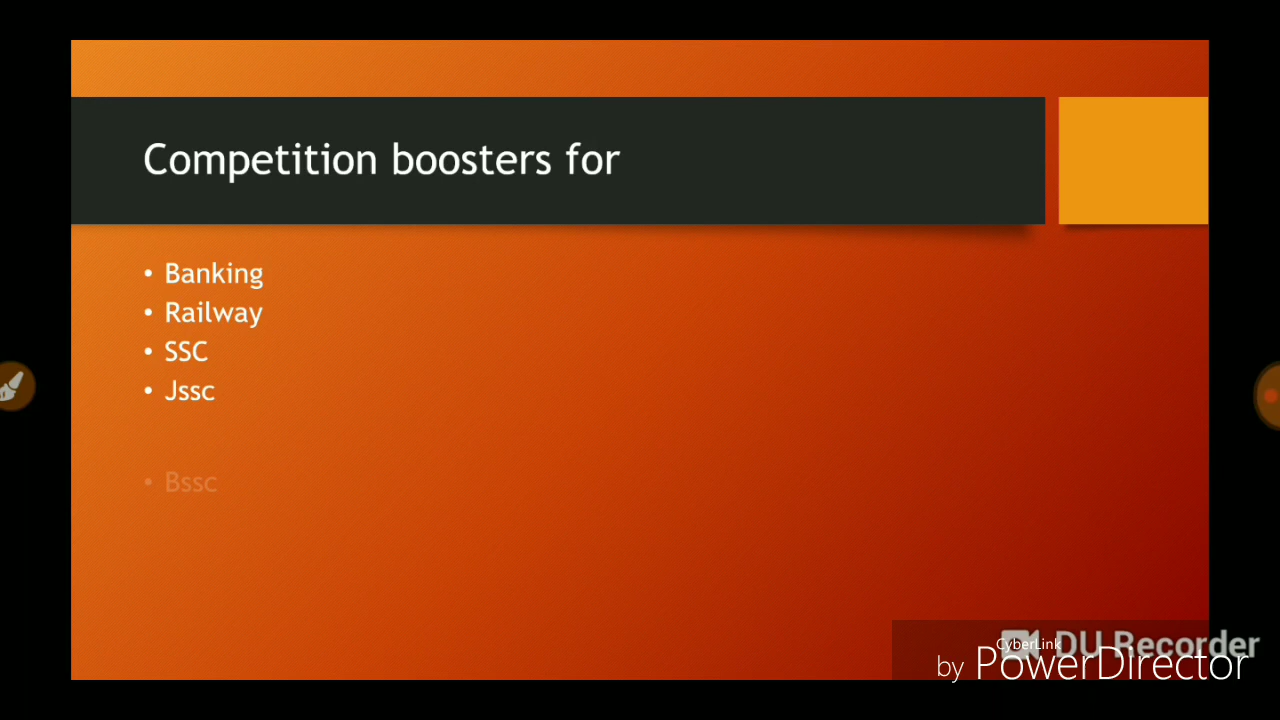 Competition boosters for
• Banking
• Railway
• SSC
• Jssc
• Bssc
DU Recorder
CyberLink
by PowerDirector